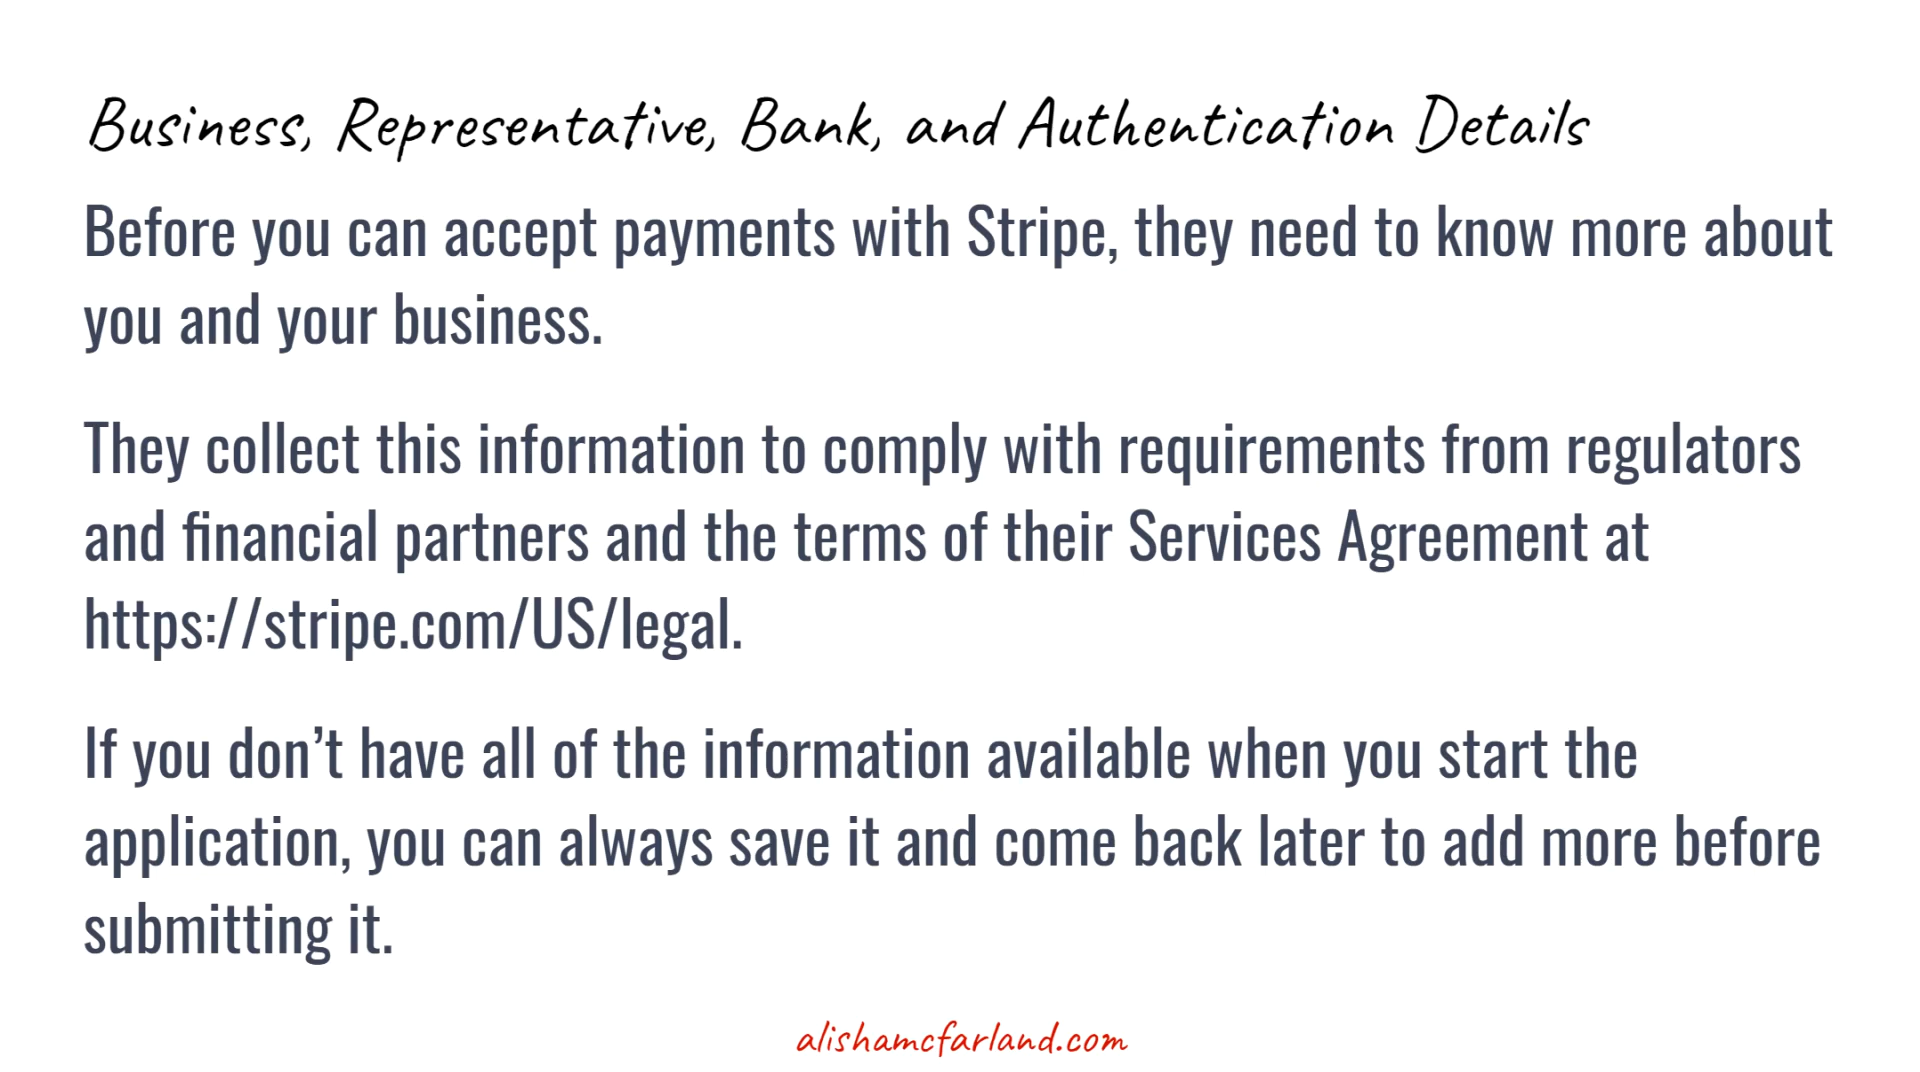 Business, Representative, Bank, and Authentication Details
Before you can accept payments with Stripe, they need to know more about
you and your business.
They collect this information to comply with requirements from regulators
and financial partners and the terms of their Services Agreement at
https://stripe.com/US/legal.
If you don’t have all of the information available when you start the
application, you can always save it and come back later to add more before
submitting it.
alishamcfarland.com